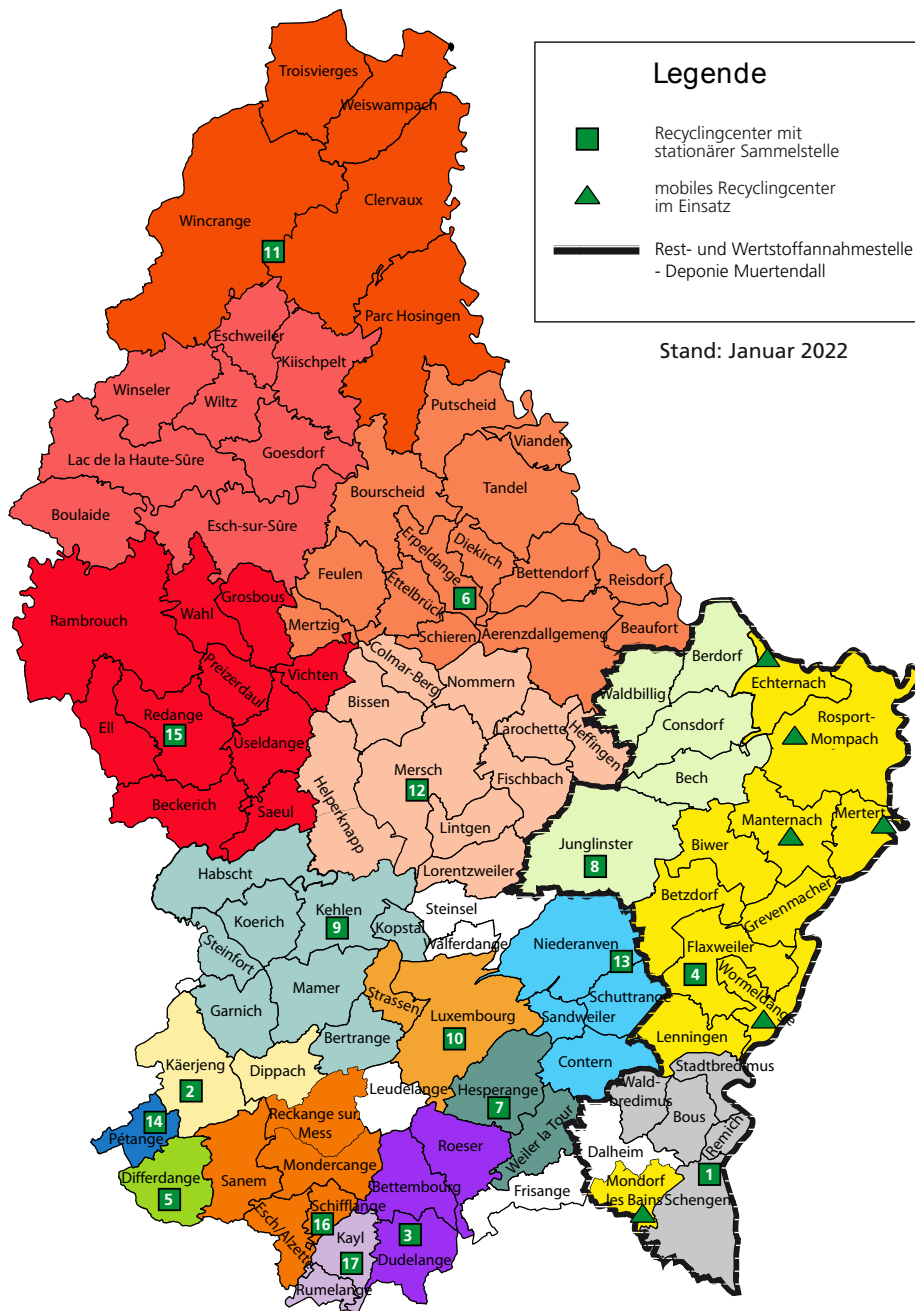 Legende
Recyclingcenter mit
stationärer Sammelstelle
mobiles Recyclingcenter
im Einsatz
Rest- und Wertstoffannahmestelle
- Deponie Muertendall
Stand: Januar 2022
Troisvierges
Weiswampach
Clervaux
Wincrange
11
Parc Hosingen
Eschweiler
Kiischpelt
Winseler
Wiltz
Putscheid
Vianden
Goesdorf
Lac de la Haute-Sûre
Tandel
Bourscheid
Boulaide
Esch-sur-Sûre
Erpeldange
Diekirch
Feulen
Ettelbrück
6
Bettendorf
Reisdorf
Rambrouch
Wahl
Grosbous
Mertzig
Schieren
Aerenzdallgemeng
Beaufort
Preizerdaul
Vichten
Colmar-Berg
Nommern
Berdorf
Waldbillig
Echternach
Bissen
Ell
Redange
15
Useldange
Larochette
Heffingen
Consdorf
Rosport-
Mompach
Mersch
12
Fischbach
Bech
Beckerich
Saeul
Helperknapp
Lintgen
Manternach
Mertert
Junglinster
8
Biwer
Lorentzweiler
Habscht
Betzdorf
Grevenmacher
Koerich
Kehlen
9
Kopstal
Steinsel
Walferdange
Niederanven
13
Flaxweiler
4
Wormeldange
Steinfort
Mamer
Strassen
Luxembourg
10
Schuttrange
Sandweiler
Garnich
Bertrange
Lenningen
Contern
Stadtbredimus
Käerjeng
2
Dippach
Leudelange
Hesperange
7
Wald-
bredimus
Bous
Remich
14
Pétange
Reckange sur
Mess
Roeser
Weiler la Tour
Dalheim
Differdange
5
Sanem
Mondercange
Bettembourg
Frisange
Mondorf
les Bains
Schengen
1
Schifflange
16
Esch/Alzette
Kayl
17
3
Dudelange
Rumelange